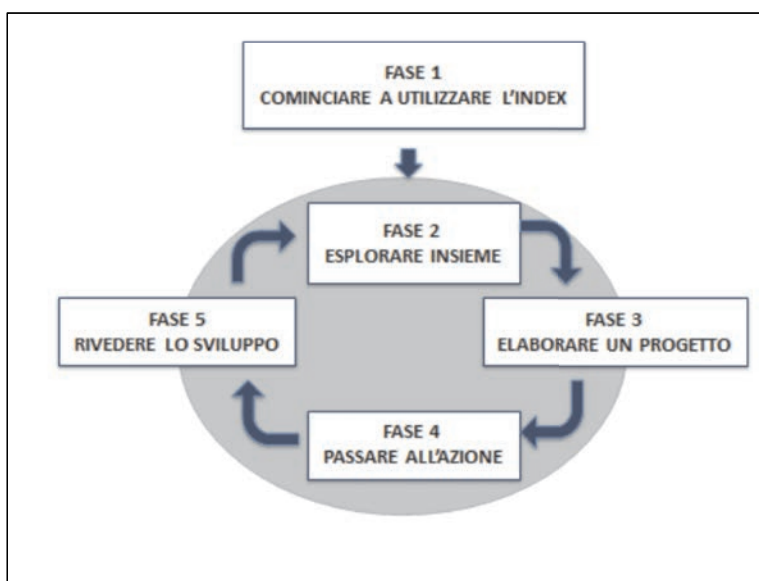 FASE 1
COMINCIARE A UTILIZZARE L'INDEX
FASE 2
ESPLORARE INSIEME
FASE 3
ELABORARE UN PROGETTO
FASE 4
PASSARE ALL'AZIONE
FASE 5
RIVEDERE LO SVILUPPO